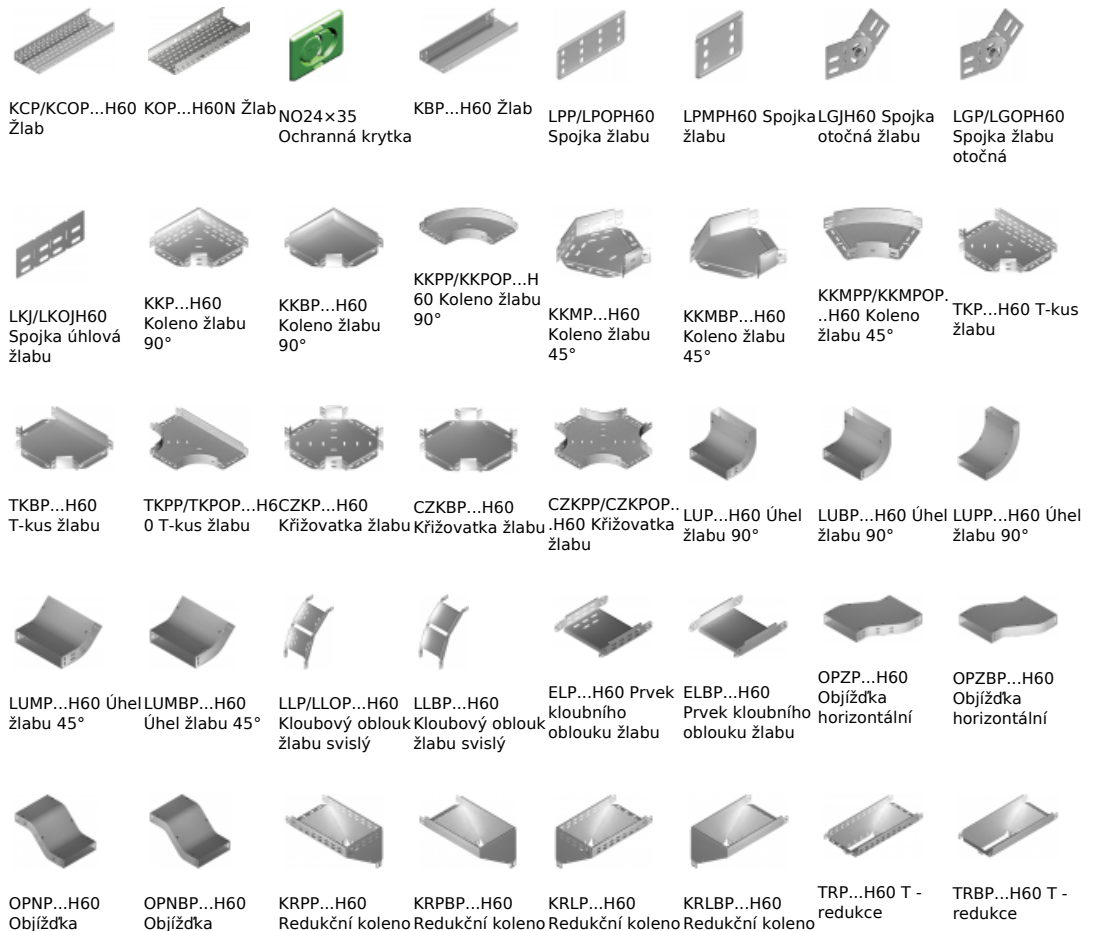 KCP/KCOP...H60
Žlab
KOP...H60N Žlab
NO24×35
Ochranná krytka
KBP...H60 Žlab
LPP/LPOPH60
Spojka žlabu
LPMPH60 Spojka
žlabu
LGJH60 Spojka
otočná žlabu
LGP/LGOPH60
Spojka žlabu
otočná
LKJ/LKOJH60
Spojka úhlová
žlabu
KKP...H60
Koleno žlabu
90°
KKBP...H60
Koleno žlabu
90°
KKPP/KKPOP...H
60 Koleno žlabu
90°
KKMP...H60
Koleno žlabu
45°
KKMBP...H60
Koleno žlabu
45°
KKMPP/KKMPOP.
..H60 Koleno
žlabu 45°
TKP...H60 T-kus
žlabu
TKBP...H60
T-kus žlabu
TKPP/TKPOP...H6
0 T-kus žlabu
CZKP...H60
Křižovatka žlabu
CZKBP...H60
Křižovatka žlabu
CZKPP/CZKPOP..
.H60 Křižovatka
žlabu
LUP...H60 Úhel
žlabu 90°
LUBP...H60 Úhel
žlabu 90°
LUPP...H60 Úhel
žlabu 90°
LUMP...H60 Úhel
žlabu 45°
LUMBP...H60
Úhel žlabu 45°
LLP/LLOP...H60
Kloubový oblouk
žlabu svislý
LLBP...H60
Kloubový oblouk
žlabu svislý
ELP...H60 Prvek
kloubního
oblouku žlabu
ELBP...H60
Prvek kloubního
oblouku žlabu
OPZP...H60
Objížďka
horizontální
OPZBP...H60
Objížďka
horizontální
OPNP...H60
Objížďka
OPNBP...H60
Objížďka
KRPP...H60
Redukční koleno
KRPBP...H60
Redukční koleno
KRLP...H60
Redukční koleno
KRLBP...H60
Redukční koleno
TRP...H60 T -
redukce
TRBP...H60 T -
redukce